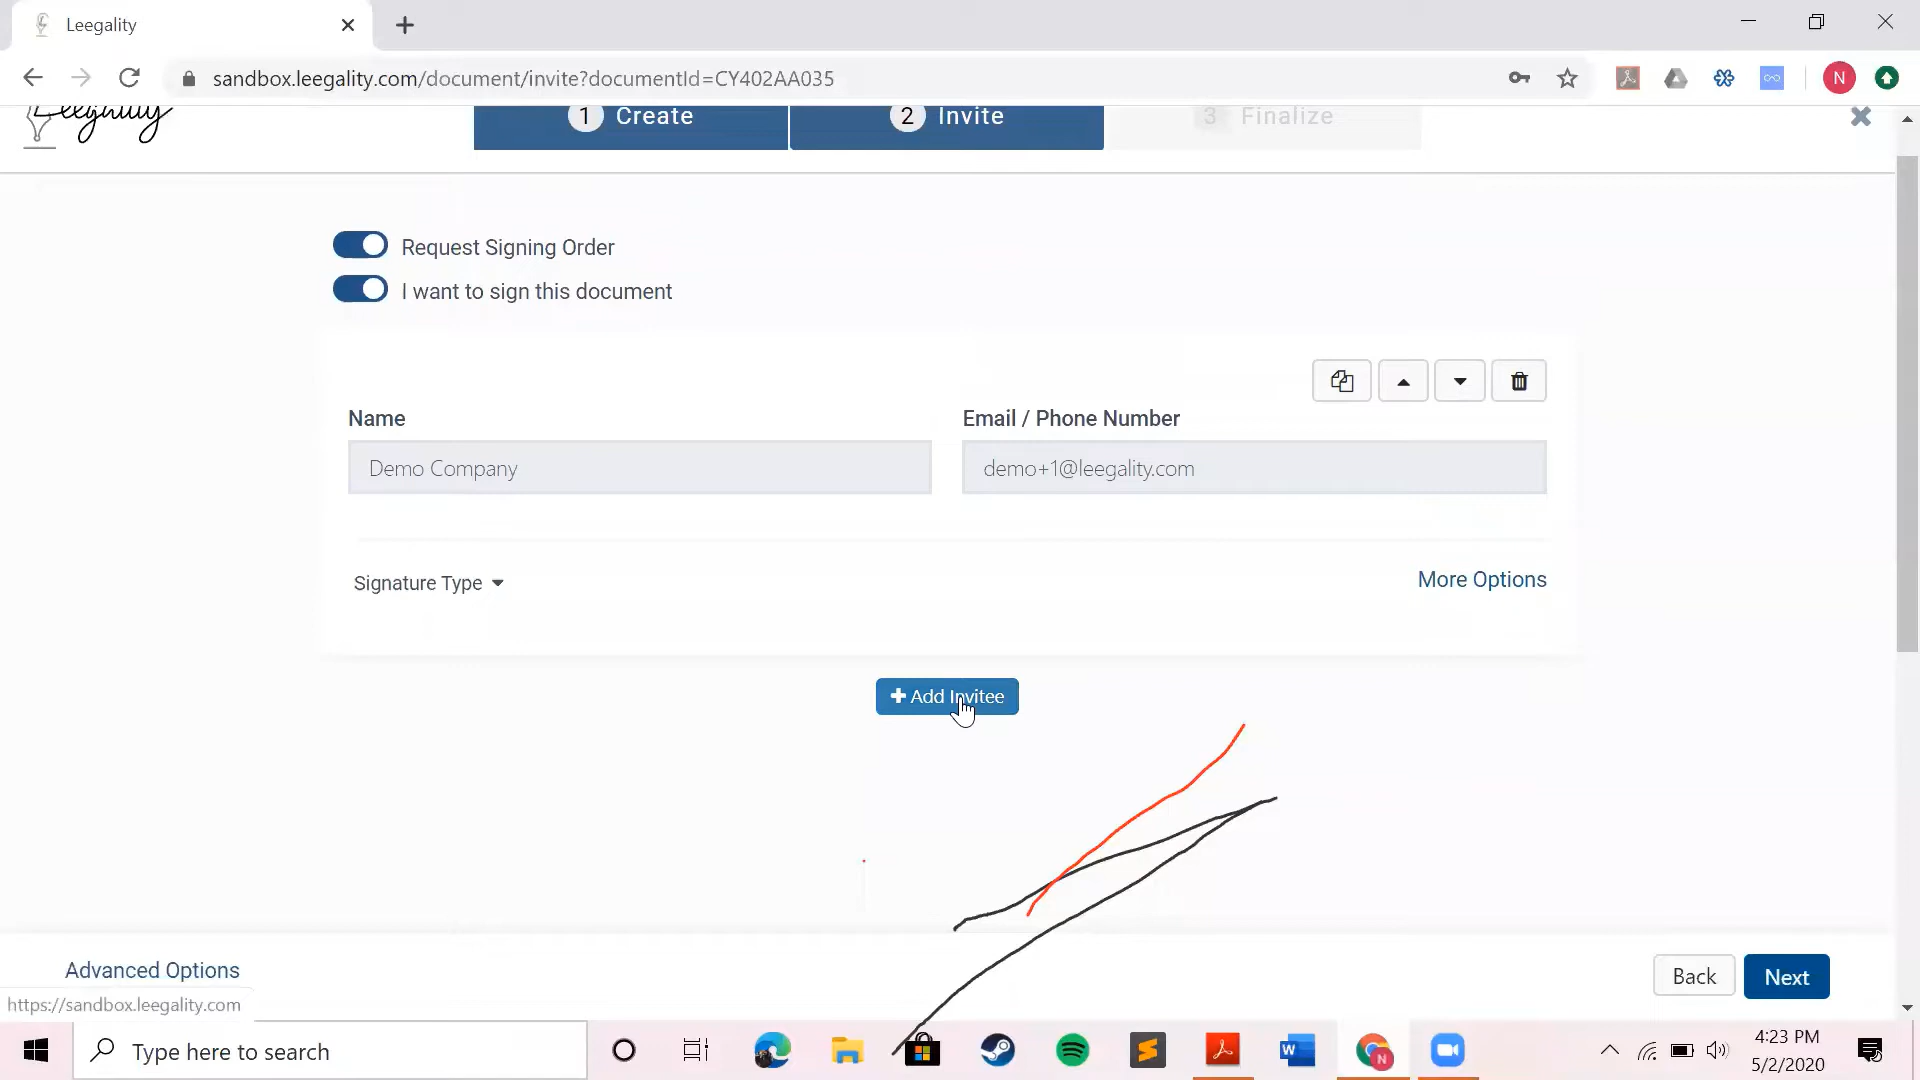 Leegality
sandbox.leegality.com/document/invite?documentId=CY402AA035
N
Leegality
1 Create
2 Invite
3 Finalize
Request Signing Order
I want to sign this document
Name
Email / Phone Number
Demo Company
demo+1@leegality.com
Signature Type
More Options
Add Invitee
Advanced Options
Back
Next
https://sandbox.leegality.com
Type here to search
W
N
4:23 PM
5/2/2020